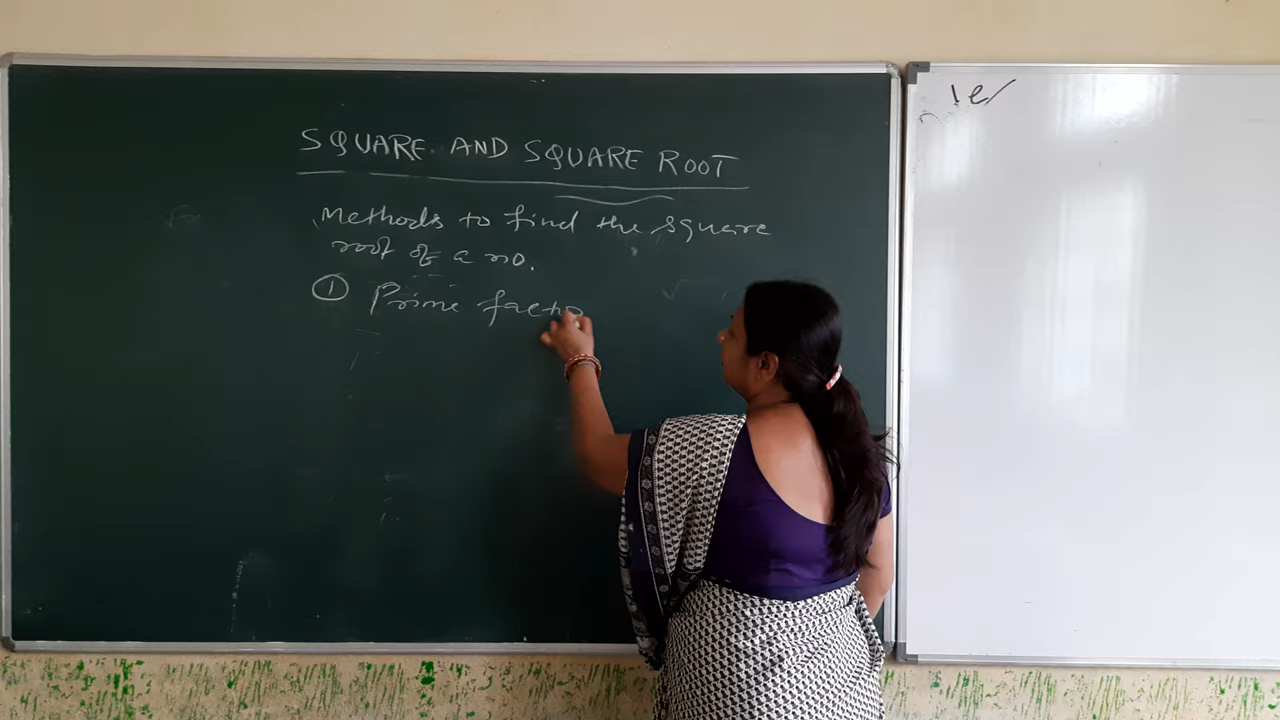 SQUARE AND SQUARE ROOT
Methods to find the square
root of a no.
① Prime facto